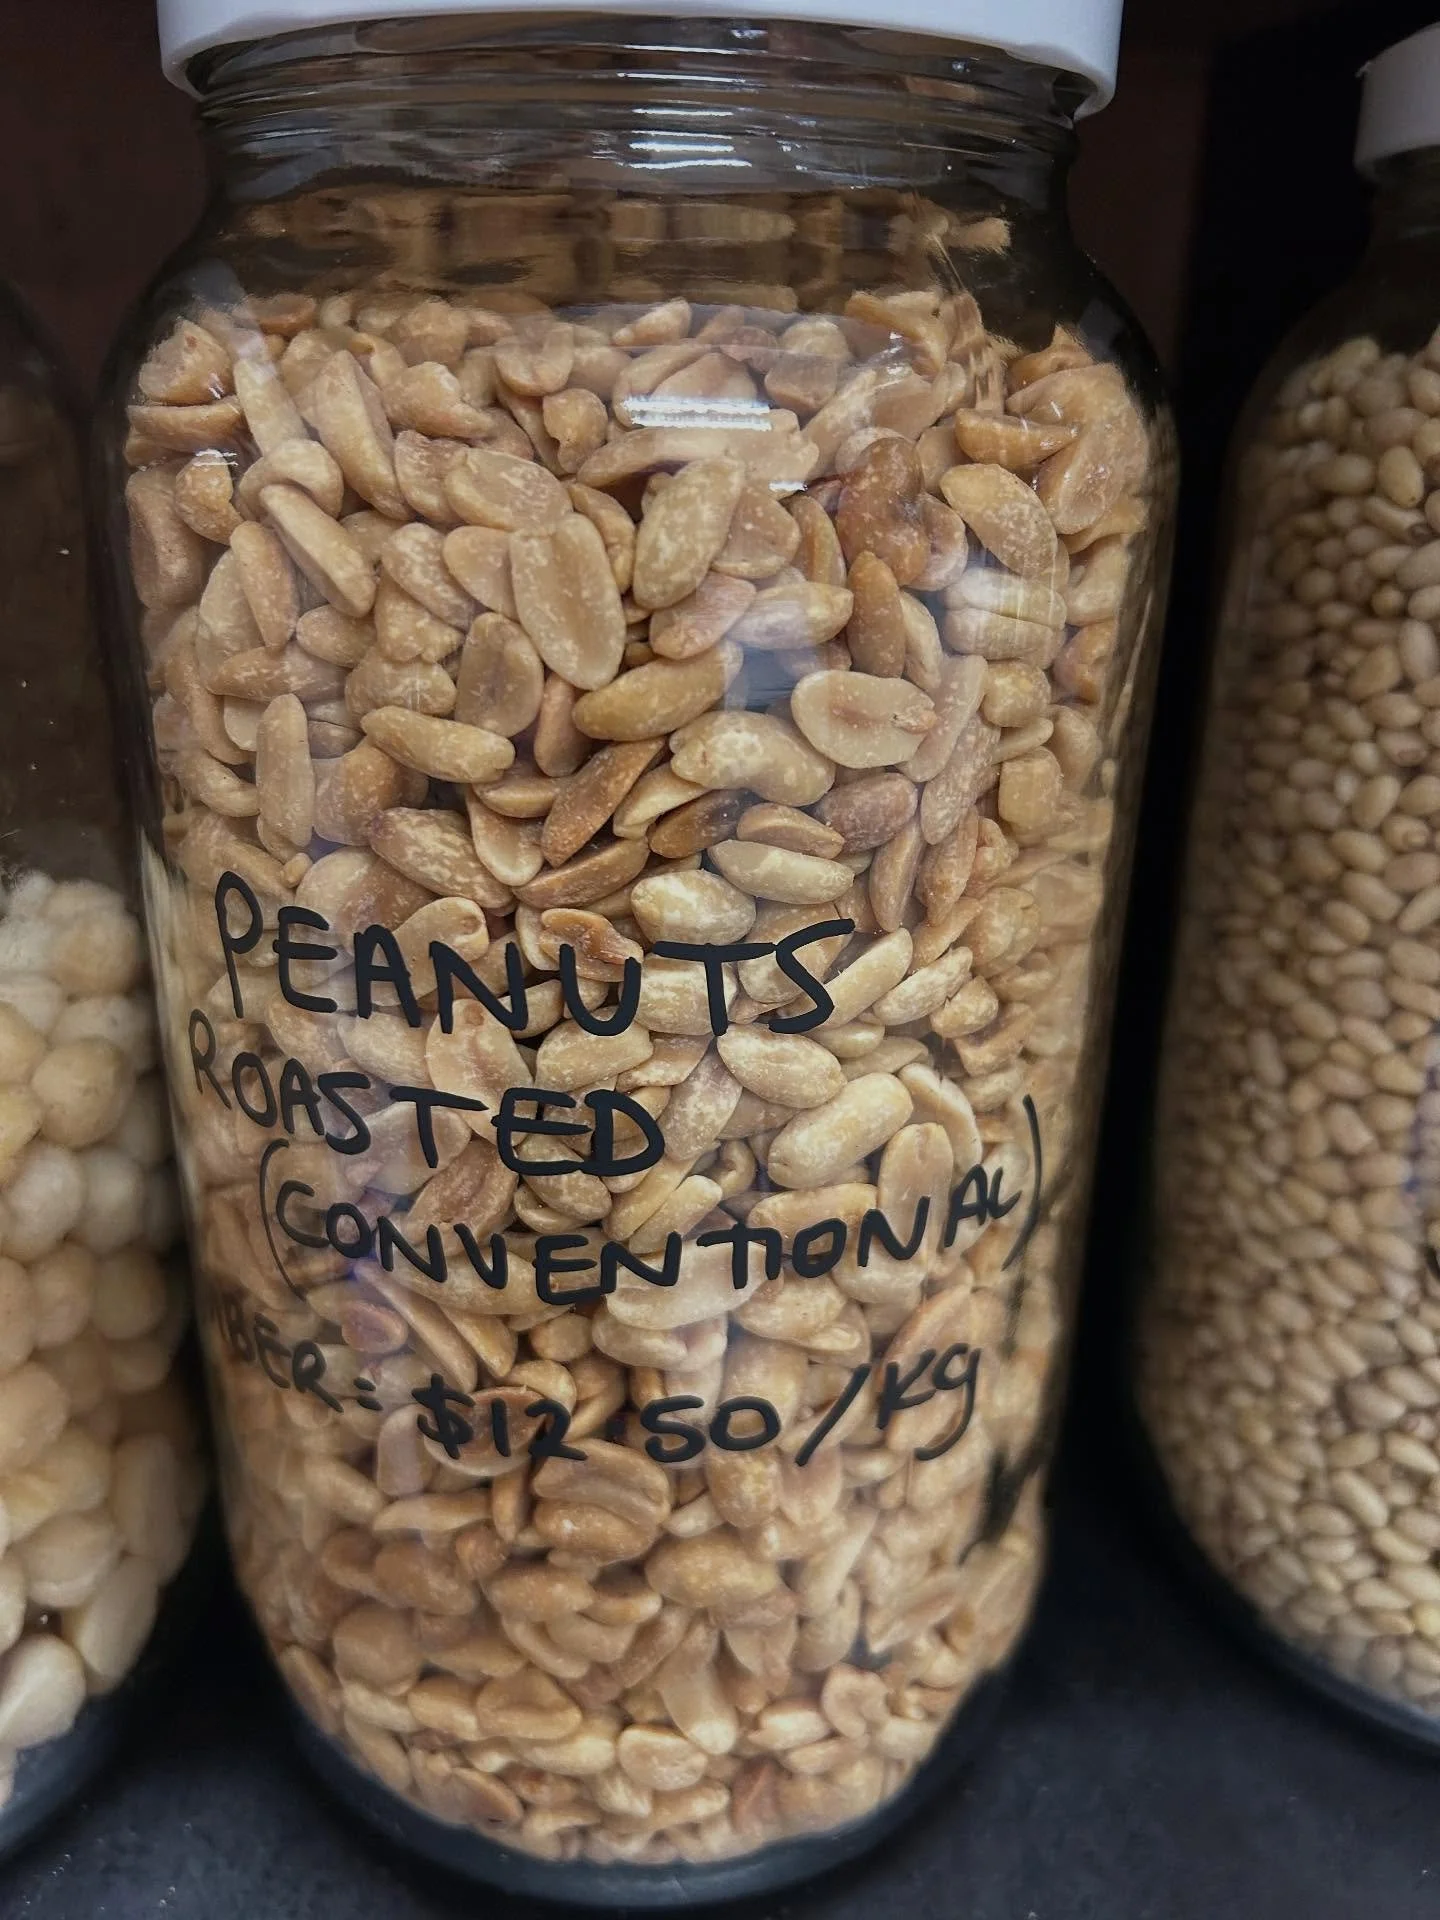 PEANUTS
ROASTED
(CONVENTIONAL)
$12.50/kg